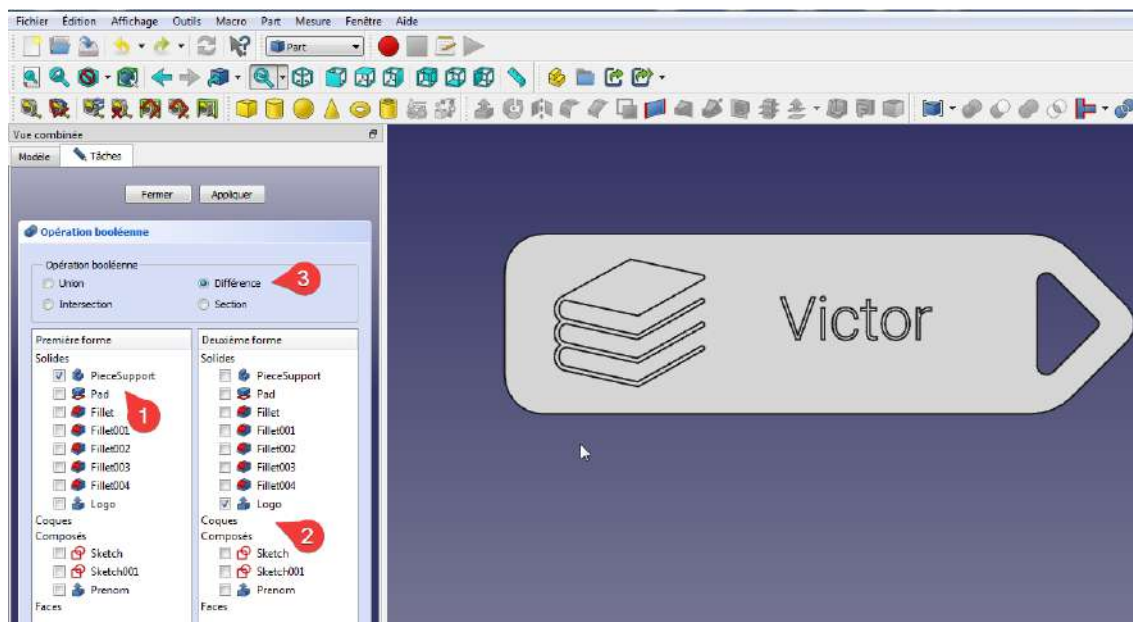 Fichier Édition Affichage Outils Macro Part Mesure Fenêtre Aide
Part
Vue combinée
Modèle Tâches
Fermer Appliquer
Opération booléenne
Opération booléenne
Union Différence 3
Intersection Section
Première forme Deuxième forme
Solides Solides
PieceSupport PieceSupport
Pad Pad
1
Fillet Fillet
Fillet001 Fillet001
Fillet002 Fillet002
Fillet003 Fillet003
Fillet004 Fillet004
Logo Logo
Coques Coques
Composés Composés
2
Sketch Sketch
Sketch001 Sketch001
Prenom Prenom
Faces Faces
Victor